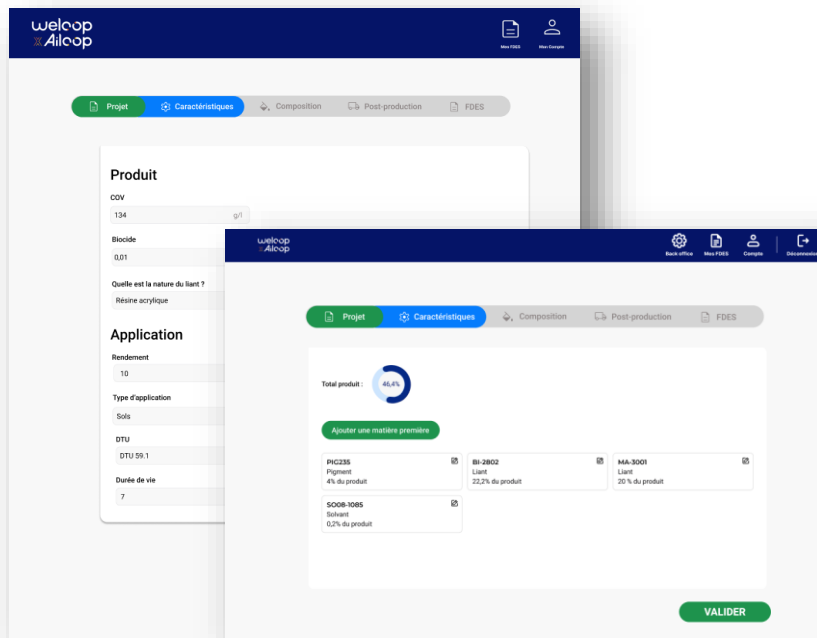 weloop
x Ailoop
Mes FDES
Mon Compte
Projet
Caractéristiques
Composition
Post-production
FDES
Produit
COV
134 g/l
Biocide
0,01
Quelle est la nature du liant ?
Résine acrylique
Application
Rendement
10
Type d'application
Sols
DTU
DTU 59.1
Durée de vie
7
weloop
x Ailoop
Back office
Mes FDES
Compte
Déconnexion
Projet
Caractéristiques
Composition
Post-production
FDES
Total produit :
46,4%
Ajouter une matière première
PIG235
Pigment
4% du produit
BI-2802
Liant
22,2% du produit
MA-3001
Liant
20 % du produit
SO08-1085
Solvant
0,2% du produit
VALIDER